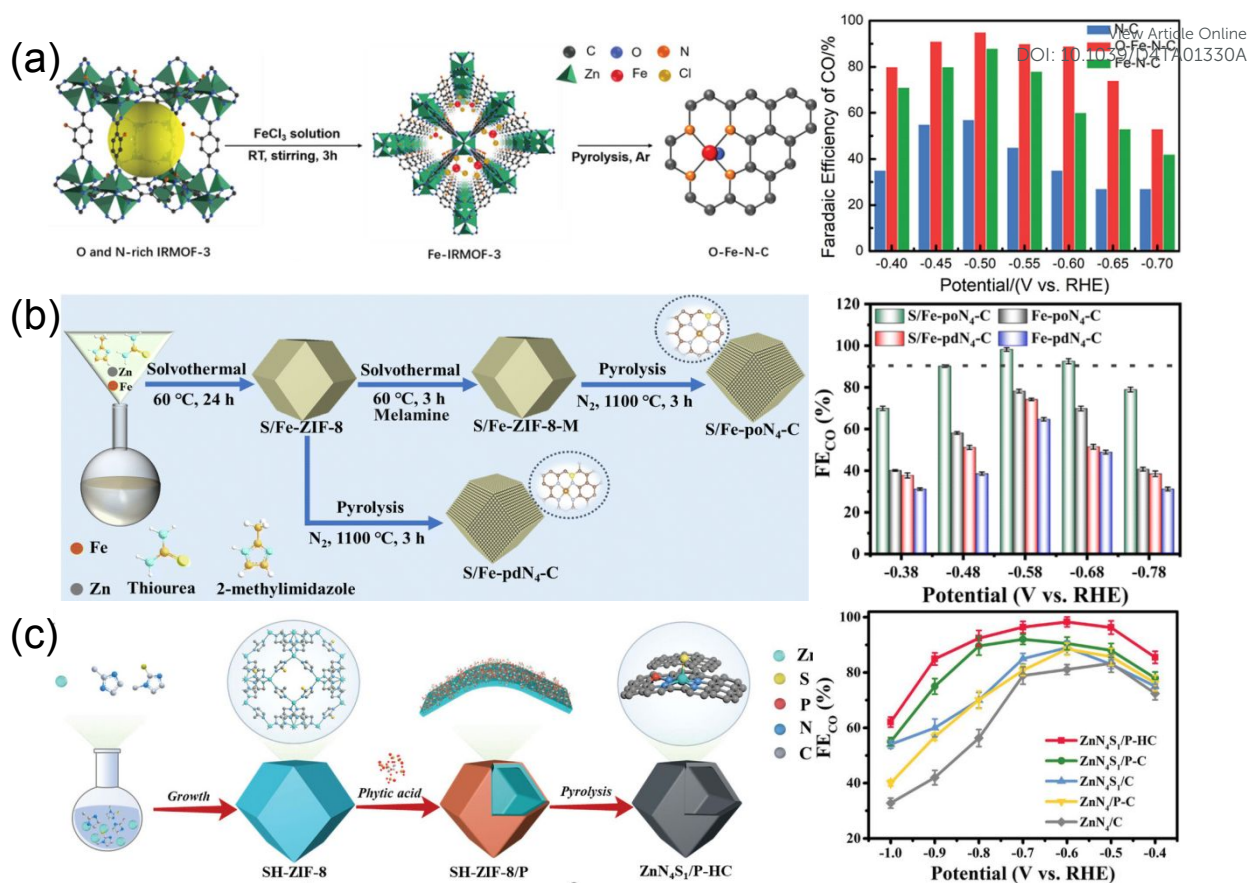 (a)
C O N
Zn Fe Cl
FeCl₃ solution
RT, stirring, 3h
Pyrolysis, Ar
O and N-rich IRMOF-3
Fe-IRMOF-3
O-Fe-N-C
View Article Online
DOI: 10.1039/D4TA01330A
N-C
O-Fe-N-C
Fe-N-C
Faradaic Efficiency of CO/%
100
80
60
40
20
0
-0.40 -0.45 -0.50 -0.55 -0.60 -0.65 -0.70
Potential/(V vs. RHE)
(b)
Zn
Fe
Solvothermal
60 °C, 24 h
S/Fe-ZIF-8
Solvothermal
60 °C, 3 h
Melamine
S/Fe-ZIF-8-M
Pyrolysis
N₂, 1100 °C, 3 h
S/Fe-poN₄-C
Pyrolysis
N₂, 1100 °C, 3 h
S/Fe-pdN₄-C
Fe
Zn Thiourea 2-methylimidazole
S/Fe-poN₄-C Fe-poN₄-C
S/Fe-pdN₄-C Fe-pdN₄-C
FE_CO (%)
120
100
80
60
40
20
0
-0.38 -0.48 -0.58 -0.68 -0.78
Potential (V vs. RHE)
(c)
Growth
SH-ZIF-8
Phytic acid
SH-ZIF-8/P
Pyrolysis
ZnN₄S₁/P-HC
S
P
N
C
FE_CO (%)
100
80
60
40
20
ZnN₄S₁/P-HC
ZnN₄S₁/P-C
ZnN₄S₁/C
ZnN₄/P-C
ZnN₄/C
-1.0 -0.9 -0.8 -0.7 -0.6 -0.5 -0.4
Potential (V vs. RHE)